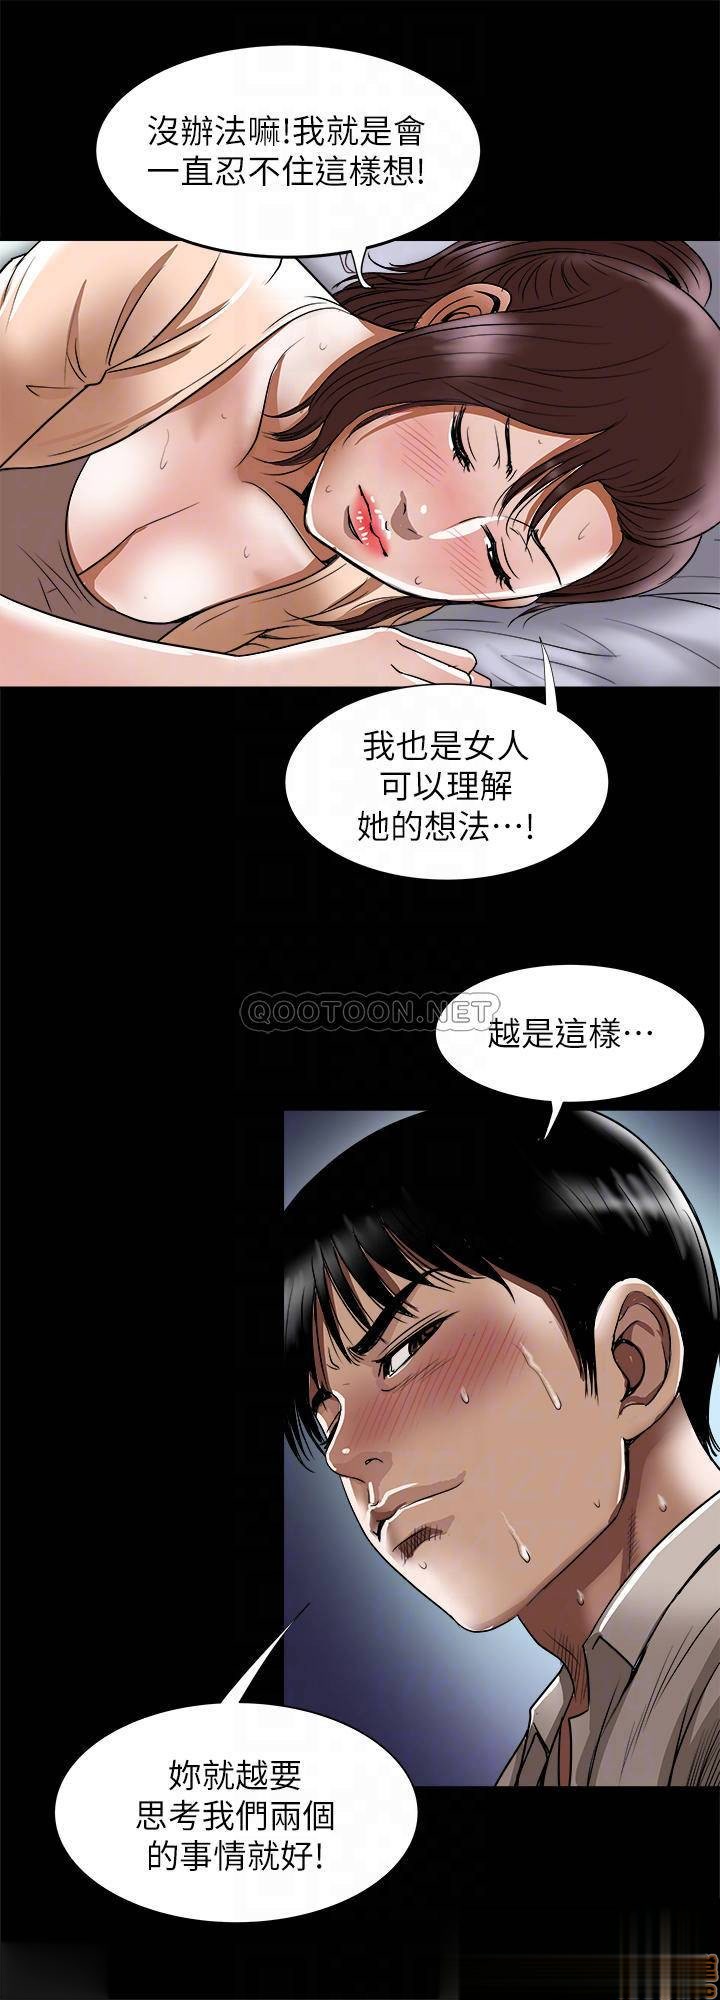 沒辦法嘛!我就是會
一直忍不住這樣想!
我也是女人
可以理解
她的想法…!
QOOTOON.NET
越是這樣…
妳就越要
思考我們兩個
的事情就好!